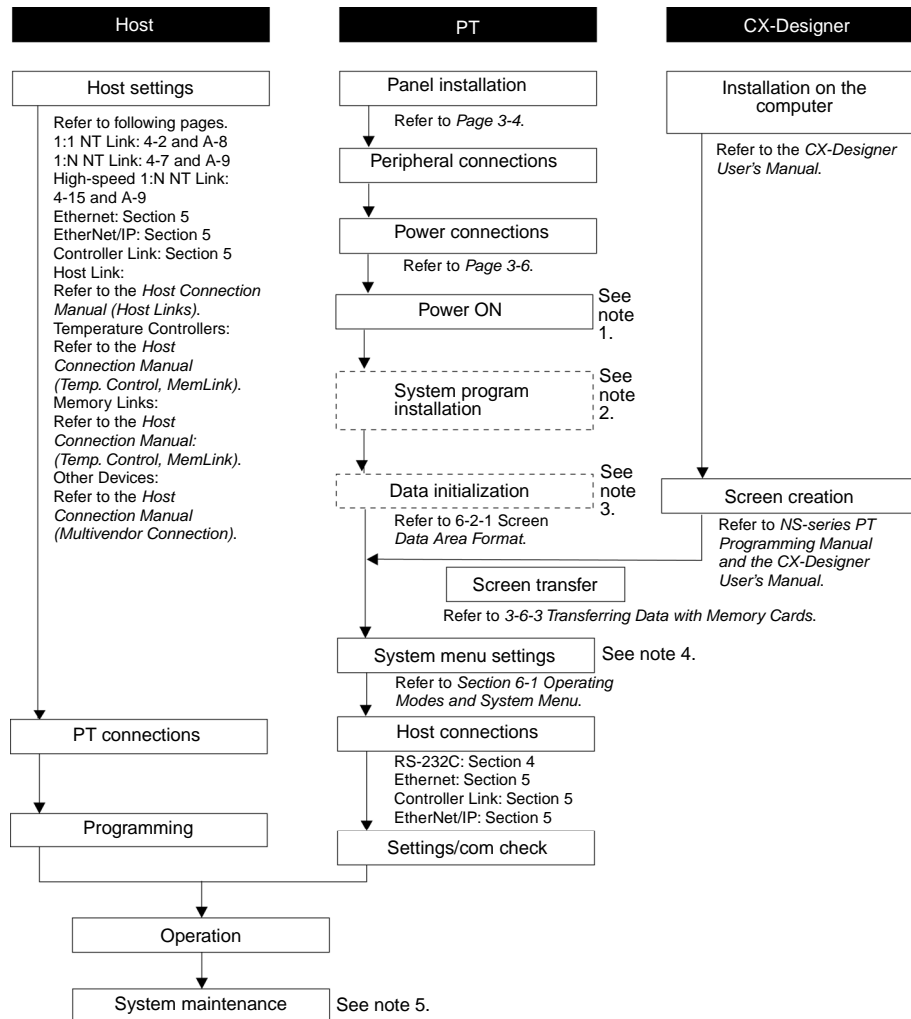 Host
Host settings
Refer to following pages.
1:1 NT Link: 4-2 and A-8
1:N NT Link: 4-7 and A-9
High-speed 1:N NT Link:
4-15 and A-9
Ethernet: Section 5
EtherNet/IP: Section 5
Controller Link: Section 5
Host Link:
Refer to the Host Connection
Manual (Host Links).
Temperature Controllers:
Refer to the Host
Connection Manual
(Temp. Control, MemLink).
Memory Links:
Refer to the Host
Connection Manual:
(Temp. Control, MemLink).
Other Devices:
Refer to the Host
Connection Manual
(Multivendor Connection).
PT connections
Programming
PT
Panel installation
Refer to Page 3-4.
Peripheral connections
Power connections
Refer to Page 3-6.
Power ON
See
note
1.
System program
installation
See
note
2.
Data initialization
See
note
3.
Refer to 6-2-1 Screen
Data Area Format.
CX-Designer
Installation on the
computer
Refer to the CX-Designer
User's Manual.
Screen creation
Refer to NS-series PT
Programming Manual
and the CX-Designer
User's Manual.
Screen transfer
Refer to 3-6-3 Transferring Data with Memory Cards.
System menu settings
See note 4.
Refer to Section 6-1 Operating
Modes and System Menu.
Host connections
RS-232C: Section 4
Ethernet: Section 5
Controller Link: Section 5
EtherNet/IP: Section 5
Settings/com check
Operation
System maintenance
See note 5.